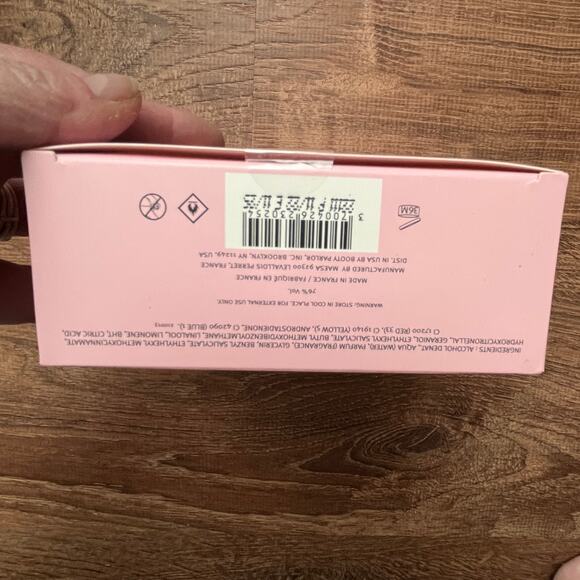 INGREDIENTS : ALCOHOL DENAT., AQUA (WATER), PARFUM (FRAGRANCE), GLYCERIN, BENZYL SALICYLATE, ETHYLHEXYL METHOXYCINNAMATE,
HYDROXYCITRONELLAL, GERANIOL, ETHYLHEXYL SALICYLATE, BUTYL METHOXYDIBENZOYLMETHANE, LINALOOL, LIMONENE, BHT, CITRIC ACID,
CI 17200 (RED 33), CI 19140 (YELLOW 5), ANDROSTADIENONE, CI 42090 (BLUE 1).
WARNING: STORE IN COOL PLACE. FOR EXTERNAL USE ONLY.
76% Vol.
MADE IN FRANCE / FABRIQUÉ EN FRANCE
MANUFACTURED BY MAESA 92300 LEVALLOIS PERRET, FRANCE
DIST. IN USA BY BOOTY PARLOR, INC. BROOKLYN, NY 11249, USA
3 700426 230254
36M